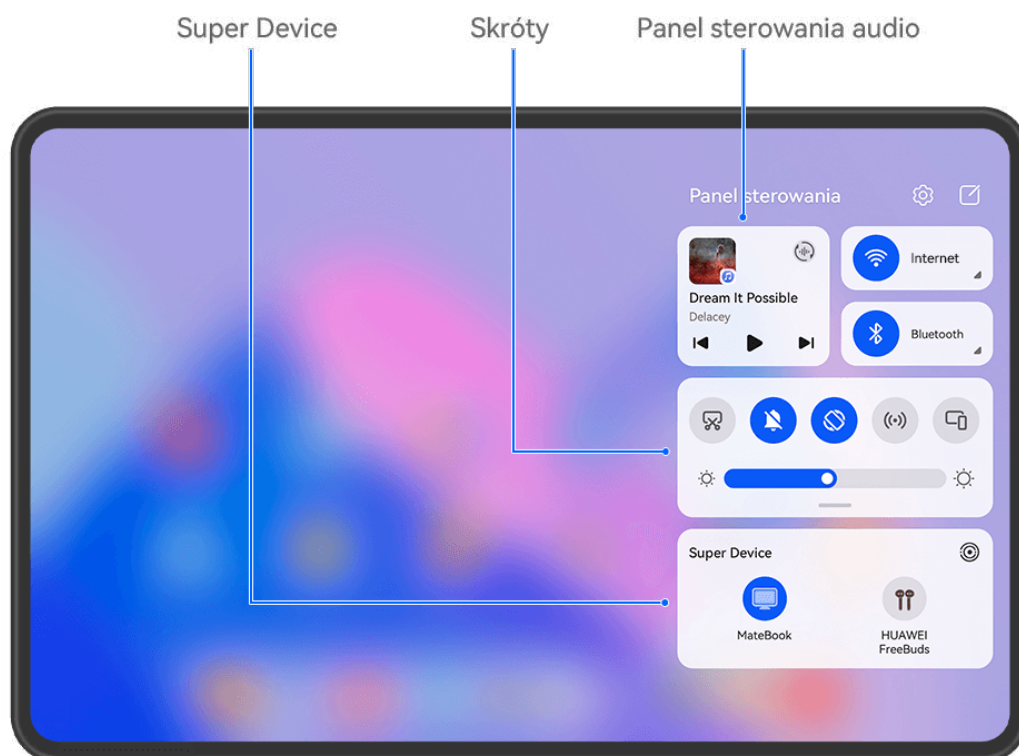 Super Device
Skróty
Panel sterowania audio
Panel sterowania
Dream It Possible
Delacey
Internet
Bluetooth
Super Device
MateBook
HUAWEI
FreeBuds